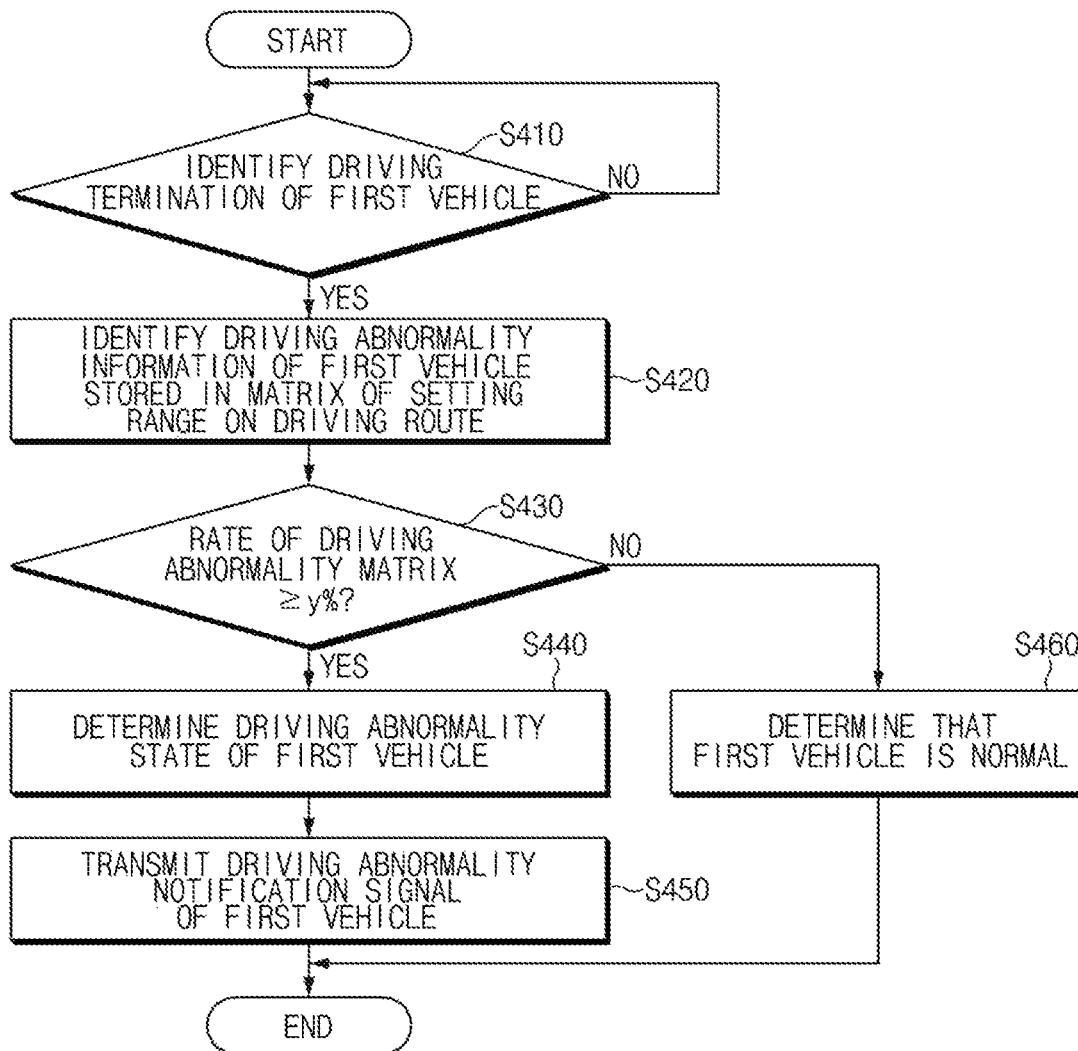 START
S410
IDENTIFY DRIVING
TERMINATION OF FIRST VEHICLE
NO
YES
IDENTIFY DRIVING ABNORMALITY
INFORMATION OF FIRST VEHICLE
STORED IN MATRIX OF SETTING
RANGE ON DRIVING ROUTE
S420
S430
RATE OF DRIVING
ABNORMALITY MATRIX
≥ y%?
NO
YES
S440
DETERMINE DRIVING ABNORMALITY
STATE OF FIRST VEHICLE
S460
DETERMINE THAT
FIRST VEHICLE IS NORMAL
TRANSMIT DRIVING ABNORMALITY
NOTIFICATION SIGNAL
OF FIRST VEHICLE
S450
END